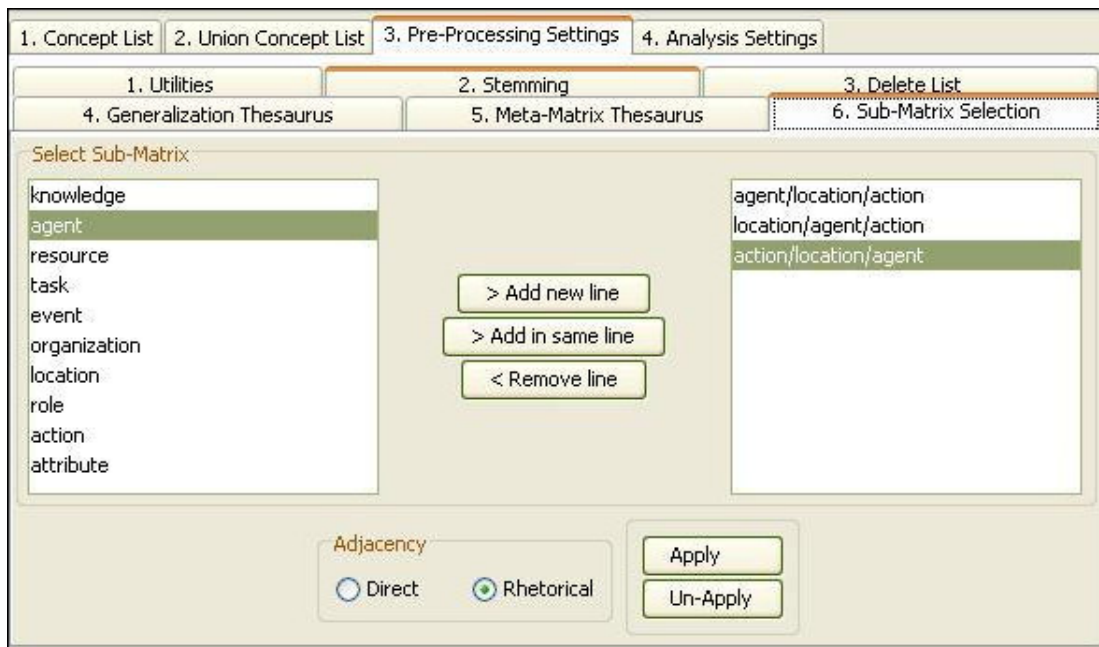 1. Concept List 2. Union Concept List 3. Pre-Processing Settings 4. Analysis Settings
1. Utilities 2. Stemming 3. Delete List
4. Generalization Thesaurus 5. Meta-Matrix Thesaurus 6. Sub-Matrix Selection
Select Sub-Matrix
knowledge
agent
resource
task
event
organization
location
role
action
attribute
> Add new line
> Add in same line
< Remove line
agent/location/action
location/agent/action
action/location/agent
Adjacency
Direct Rhetorical
Apply
Un-Apply